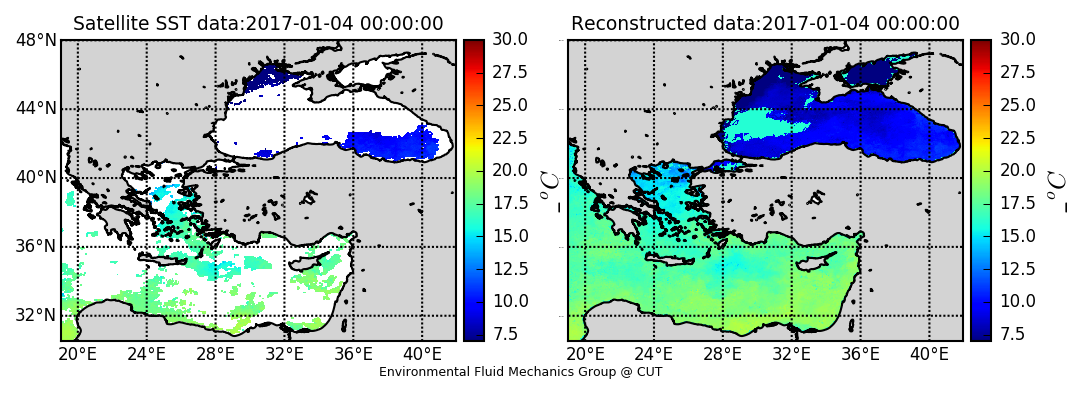 Satellite SST data:2017-01-04 00:00:00
48°N
44°N
40°N
36°N
32°N
20°E 24°E 28°E 32°E 36°E 40°E
30.0
27.5
25.0
22.5
20.0
17.5
15.0
12.5
10.0
7.5
_°C
Reconstructed data:2017-01-04 00:00:00
20°E 24°E 28°E 32°E 36°E 40°E
30.0
27.5
25.0
22.5
20.0
17.5
15.0
12.5
10.0
7.5
_°C
Environmental Fluid Mechanics Group @ CUT